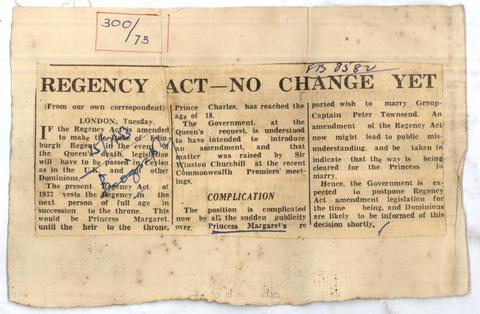 300/
73
FB 8582
REGENCY ACT—NO CHANGE YET
(From our own correspondent)
LONDON, Tuesday.
IF the Regency Act is amended
to make the Duke of Edin-
burgh Regent in the event of
the Queen's death, legislation
will have to be passed in Ceylon
as in the U.K. and other
Dominions.
The present Regency Act of
1937 vests the Regency in the
next person of full age in
succession to the throne. This
would be Princess Margaret,
until the heir to the throne,
Prince Charles, has reached the
age of 18.
The Government, at the
Queen's request, is understood
to have intended to introduce
an amendment, and that
matter was raised by Sir
Winston Churchill at the recent
Commonwealth Premiers' meet-
ings.
COMPLICATION
The position is complicated
now by all the sudden publicity
over Princess Margaret's re
ported wish to marry Group-
Captain Peter Townsend. An
amendment of the Regency Act
now might lead to public mis-
understanding, and be taken to
indicate that the way is being
cleared for the Princess to
marry.
Hence, the Government is ex-
pected to postpone Regency
Act amendment legislation for
the time being, and Dominions
are likely to be informed of this
decision shortly.